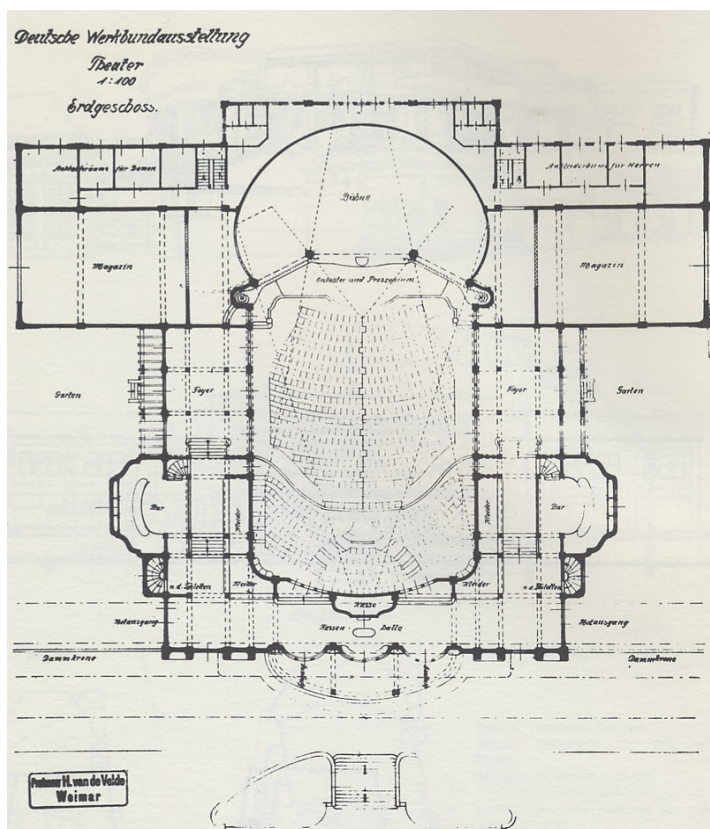 Deutsche Werkbundausstellung
Theater
1:100
Erdgeschoss.
Ankleideräume für Damen
Ankleideräume für Herren
Bühne
Magazin
Magazin
Orchester und Proszenium
Garten
Foyer
Foyer
Garten
Bar
Kleider
Kleider
Bar
n. d. Toiletten
Kleider
Kleider
n. d. Toiletten
Kasse
Notausgang
Kassen - Halle
Notausgang
Dammkrone
Dammkrone
Professor H. van de Velde
Weimar